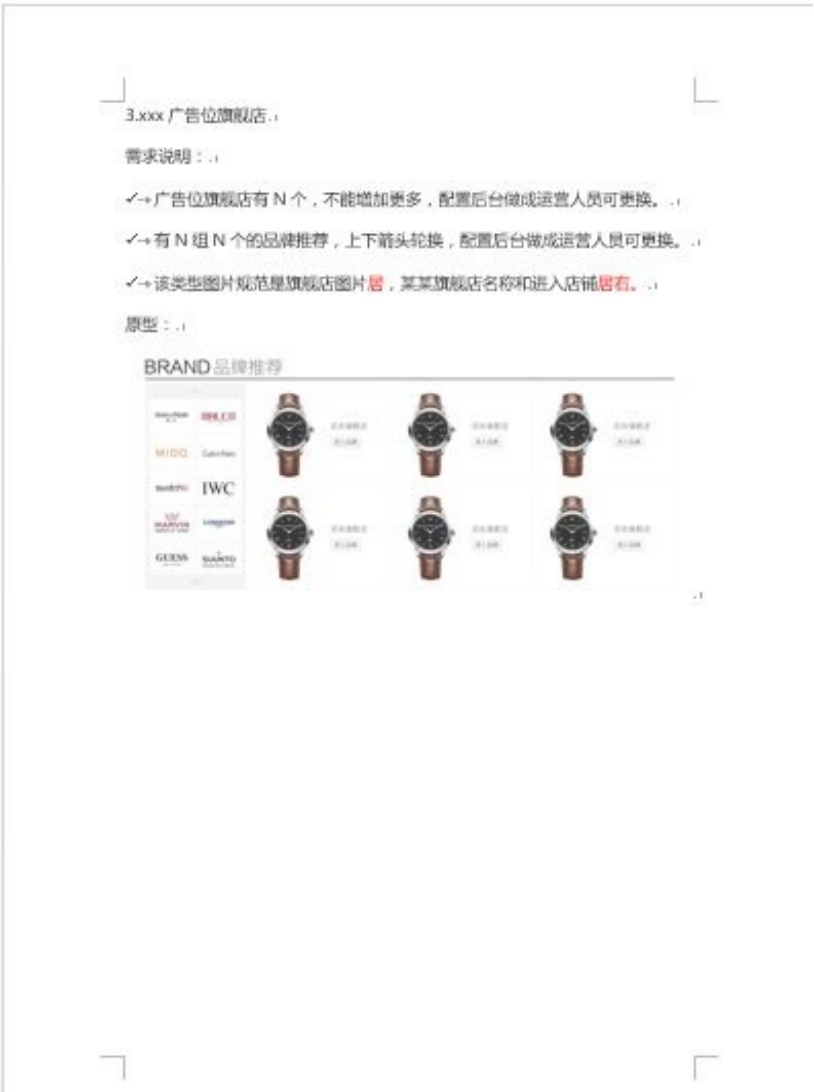 3.xxx 广告位旗舰店
需求说明：
✓→广告位旗舰店有 N 个，不能增加更多，配置后台做成运营人员可更换。
✓→有 N 组 N 个的品牌推荐，上下箭头轮换，配置后台做成运营人员可更换。
✓→该类型图片规范是旗舰店图片居，某某旗舰店名称和进入店铺居右。
原型：
BRAND 品牌推荐
MIDO Calvin Klein
IWC
MARVIN LONGINES
GUESS SUUNTO